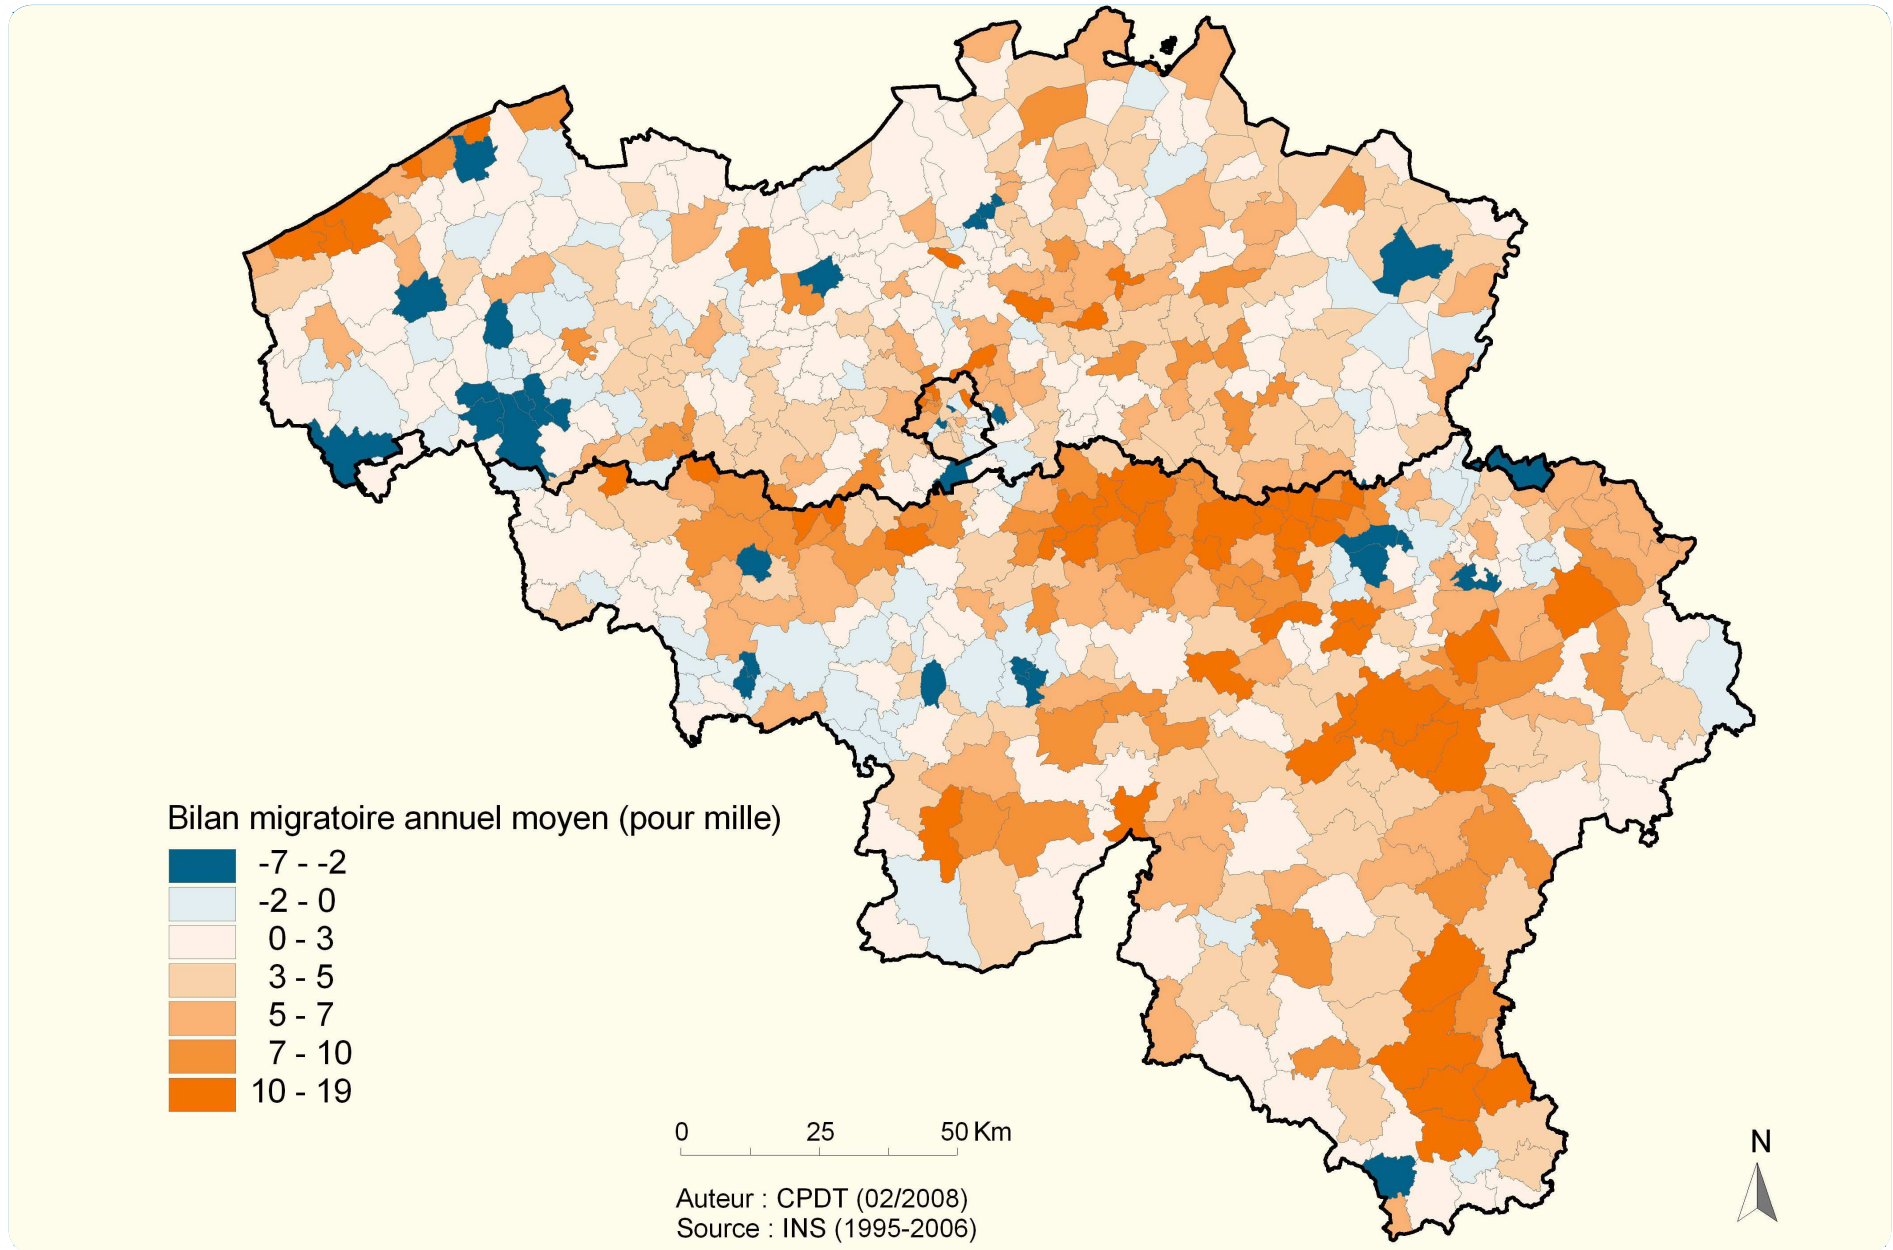 Bilan migratoire annuel moyen (pour mille)
-7 - -2
-2 - 0
0 - 3
3 - 5
5 - 7
7 - 10
10 - 19
0 25 50 Km
Auteur : CPDT (02/2008)
Source : INS (1995-2006)
N